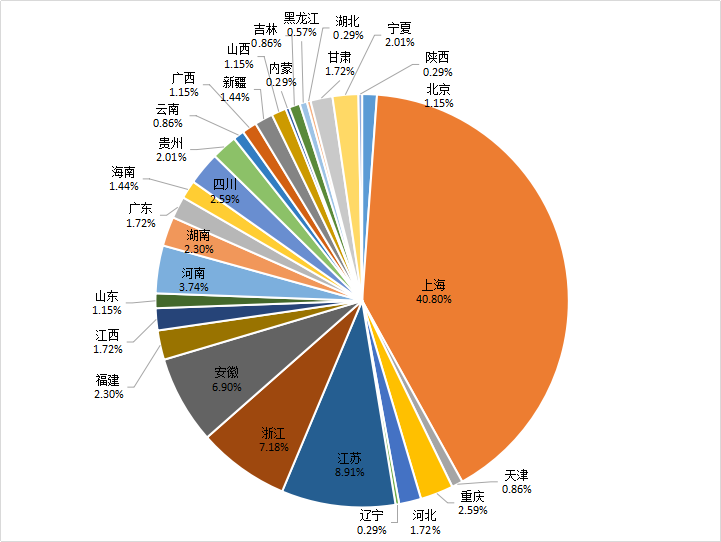 北京
1.15%
上海
40.80%
天津
0.86%
重庆
2.59%
河北
1.72%
辽宁
0.29%
江苏
8.91%
浙江
7.18%
安徽
6.90%
福建
2.30%
江西
1.72%
山东
1.15%
河南
3.74%
湖南
2.30%
广东
1.72%
海南
1.44%
四川
2.59%
贵州
2.01%
云南
0.86%
广西
1.15%
新疆
1.44%
山西
1.15%
内蒙
0.29%
吉林
0.86%
黑龙江
0.57%
湖北
0.29%
甘肃
1.72%
宁夏
2.01%
陕西
0.29%